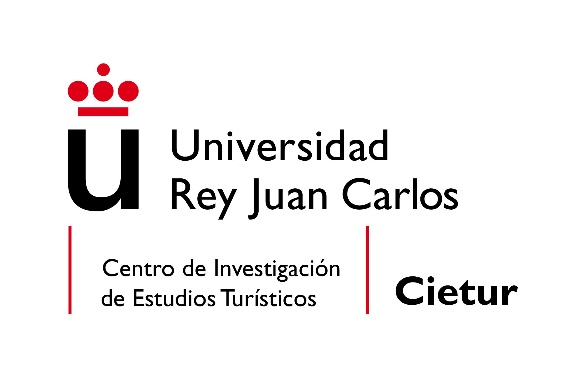 u
Universidad
Rey Juan Carlos
Centro de Investigación
de Estudios Turísticos
Cietur